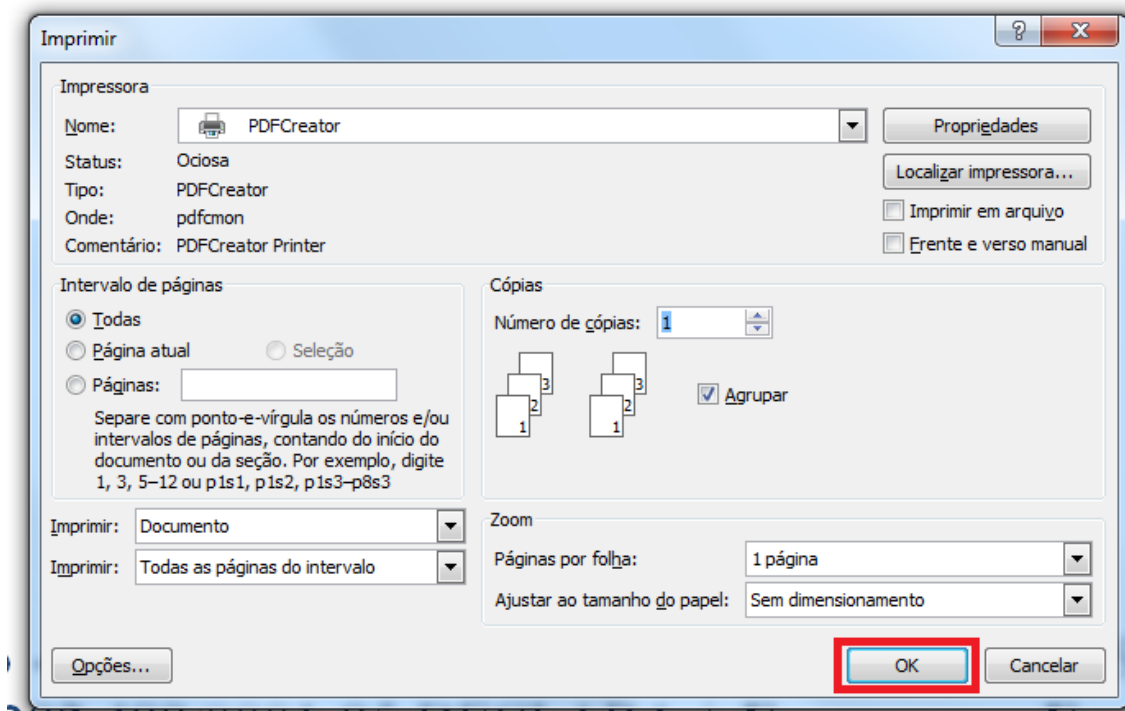 Imprimir
Impressora
Nome: PDFCreator Propriedades
Status: Ociosa
Localizar impressora...
Tipo: PDFCreator
Onde: pdfcmon
Imprimir em arquivo
Comentário: PDFCreator Printer
Frente e verso manual
Intervalo de páginas
Todas
Página atual Seleção
Páginas:
Separe com ponto-e-vírgula os números e/ou
intervalos de páginas, contando do início do
documento ou da seção. Por exemplo, digite
1, 3, 5–12 ou p1s1, p1s2, p1s3–p8s3
Cópias
Número de cópias: 1
3 3
2 2
1 1
Agrupar
Imprimir: Documento
Imprimir: Todas as páginas do intervalo
Zoom
Páginas por folha: 1 página
Ajustar ao tamanho do papel: Sem dimensionamento
Opções... OK Cancelar